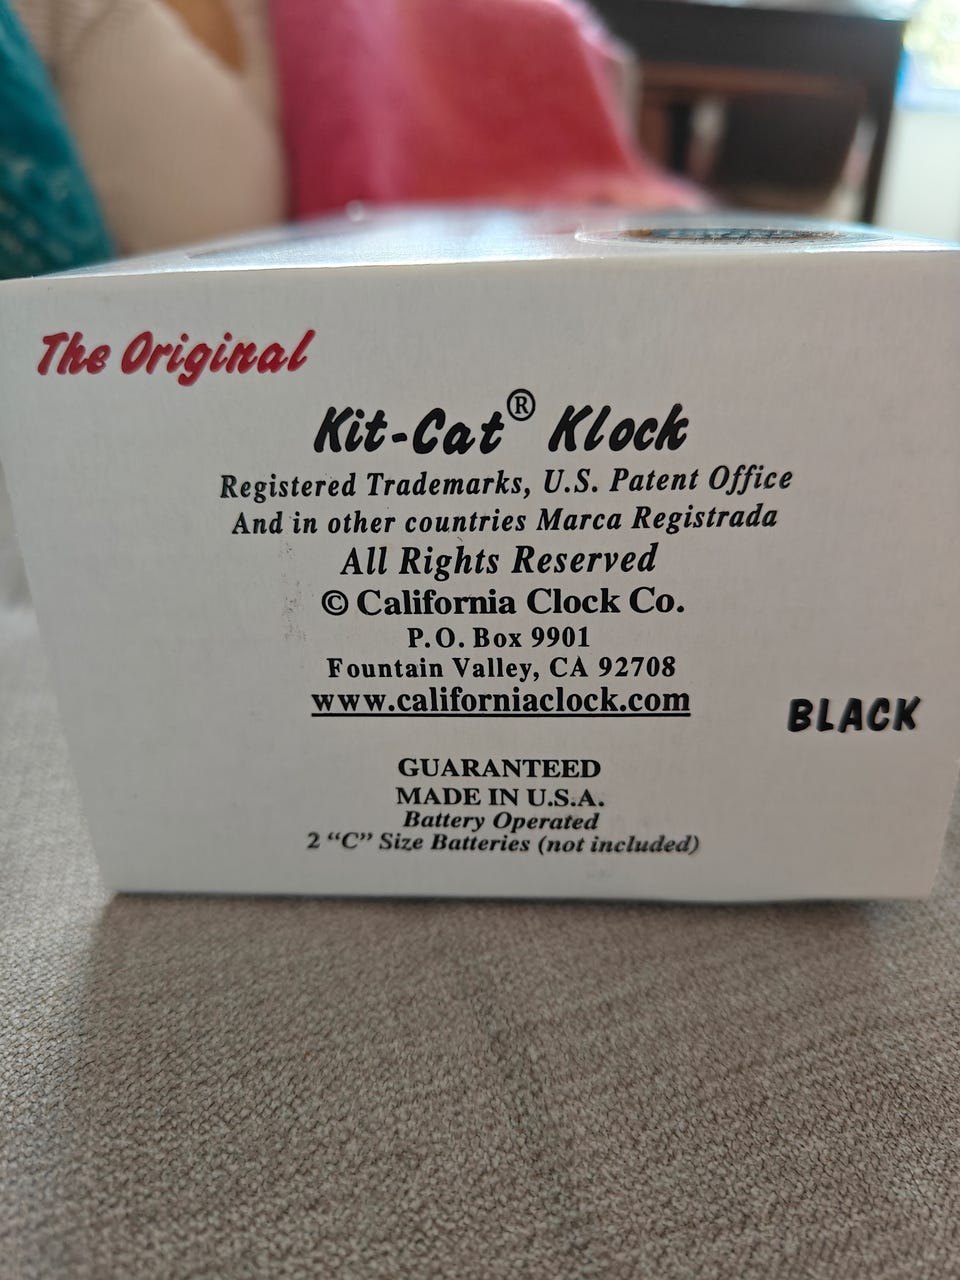 The Original
Kit-Cat® Klock
Registered Trademarks, U.S. Patent Office
And in other countries Marca Registrada
All Rights Reserved
© California Clock Co.
P.O. Box 9901
Fountain Valley, CA 92708
www.californiaclock.com
BLACK
GUARANTEED
MADE IN U.S.A.
Battery Operated
2 “C” Size Batteries (not included)